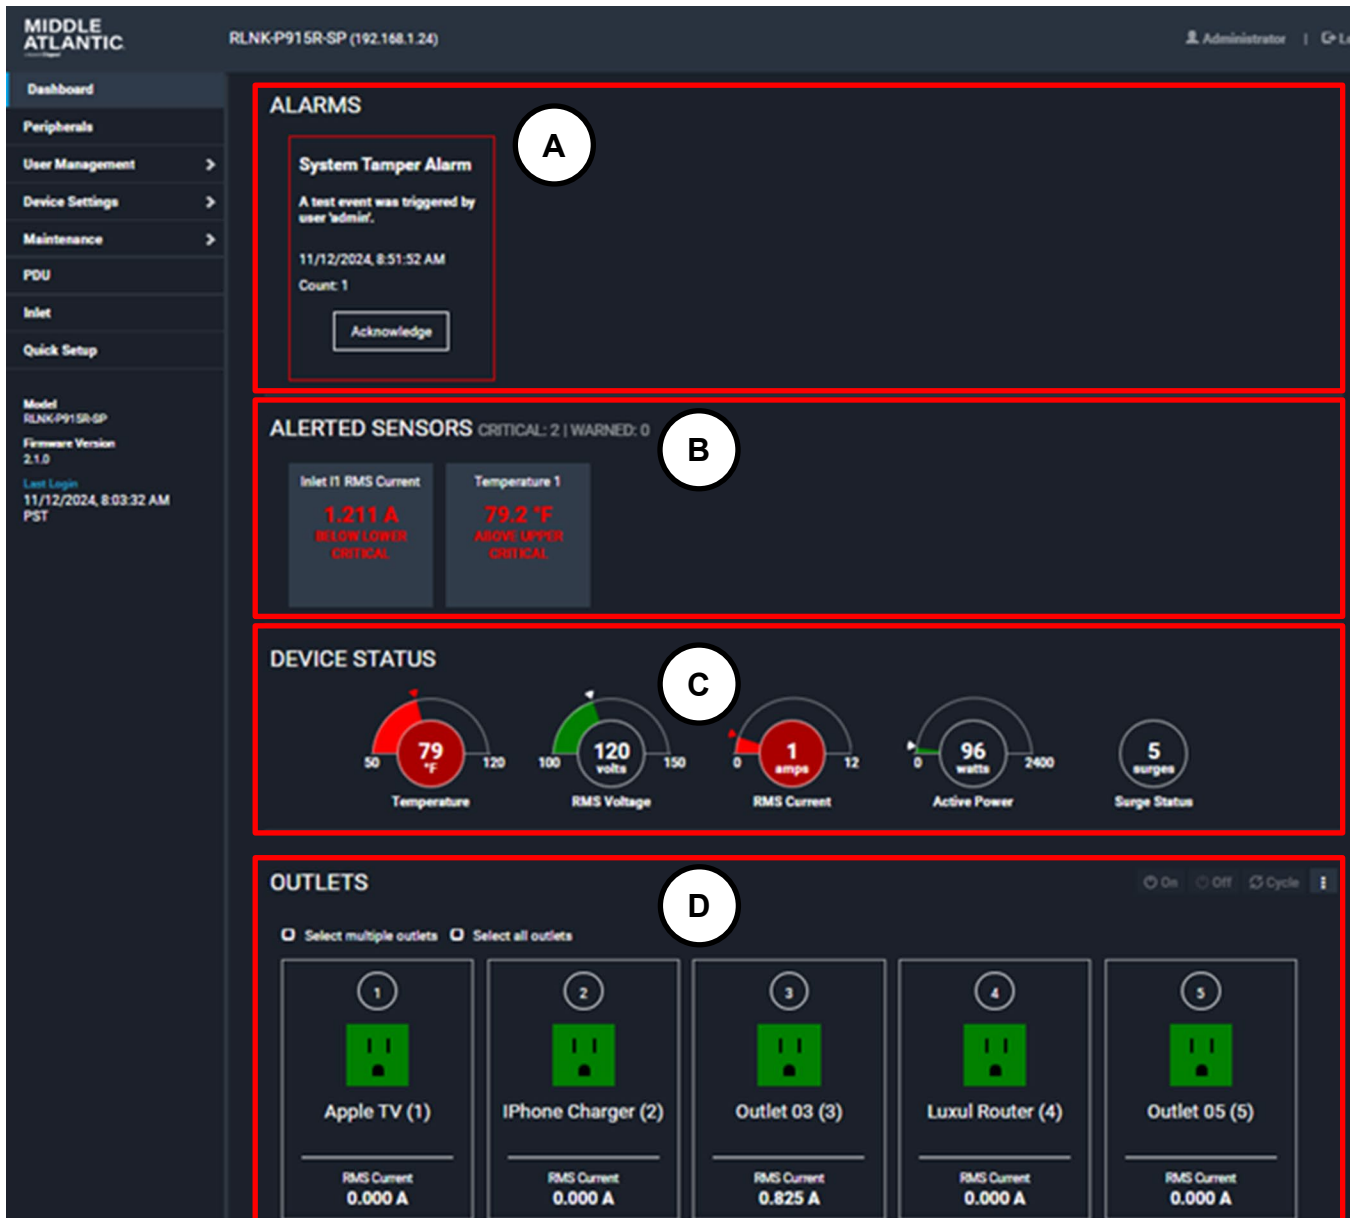 MIDDLE
ATLANTIC
RLNK-P915R-SP (192.168.1.24)
Administrator |
Dashboard
Peripherals
User Management
Device Settings
Maintenance
PDU
Inlet
Quick Setup
Model
RLNK-P915R-SP
Firmware Version
2.1.0
Last Login
11/12/2024, 8:03:32 AM
PST
ALARMS
A
System Tamper Alarm
A test event was triggered by
user 'admin'.
11/12/2024, 8:51:52 AM
Count: 1
Acknowledge
ALERTED SENSORS CRITICAL: 2 | WARNED: 0
B
Inlet I1 RMS Current
1.211 A
BELOW LOWER
CRITICAL
Temperature 1
79.2 °F
ABOVE UPPER
CRITICAL
DEVICE STATUS
C
50 79 °F 120
Temperature
100 120 volts 150
RMS Voltage
0 1 amps 12
RMS Current
0 96 watts 2400
Active Power
5 surges
Surge Status
OUTLETS
D
On Off Cycle
Select multiple outlets Select all outlets
1
Apple TV (1)
RMS Current
0.000 A
2
IPhone Charger (2)
RMS Current
0.000 A
3
Outlet 03 (3)
RMS Current
0.825 A
4
Luxul Router (4)
RMS Current
0.000 A
5
Outlet 05 (5)
RMS Current
0.000 A